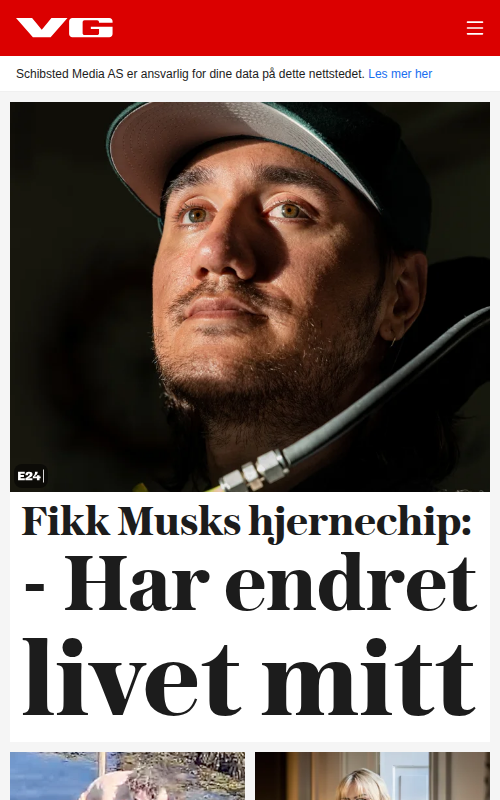 VG
Schibsted Media AS er ansvarlig for dine data på dette nettstedet. Les mer her
E24
Fikk Musks hjernechip:
- Har endret
livet mitt